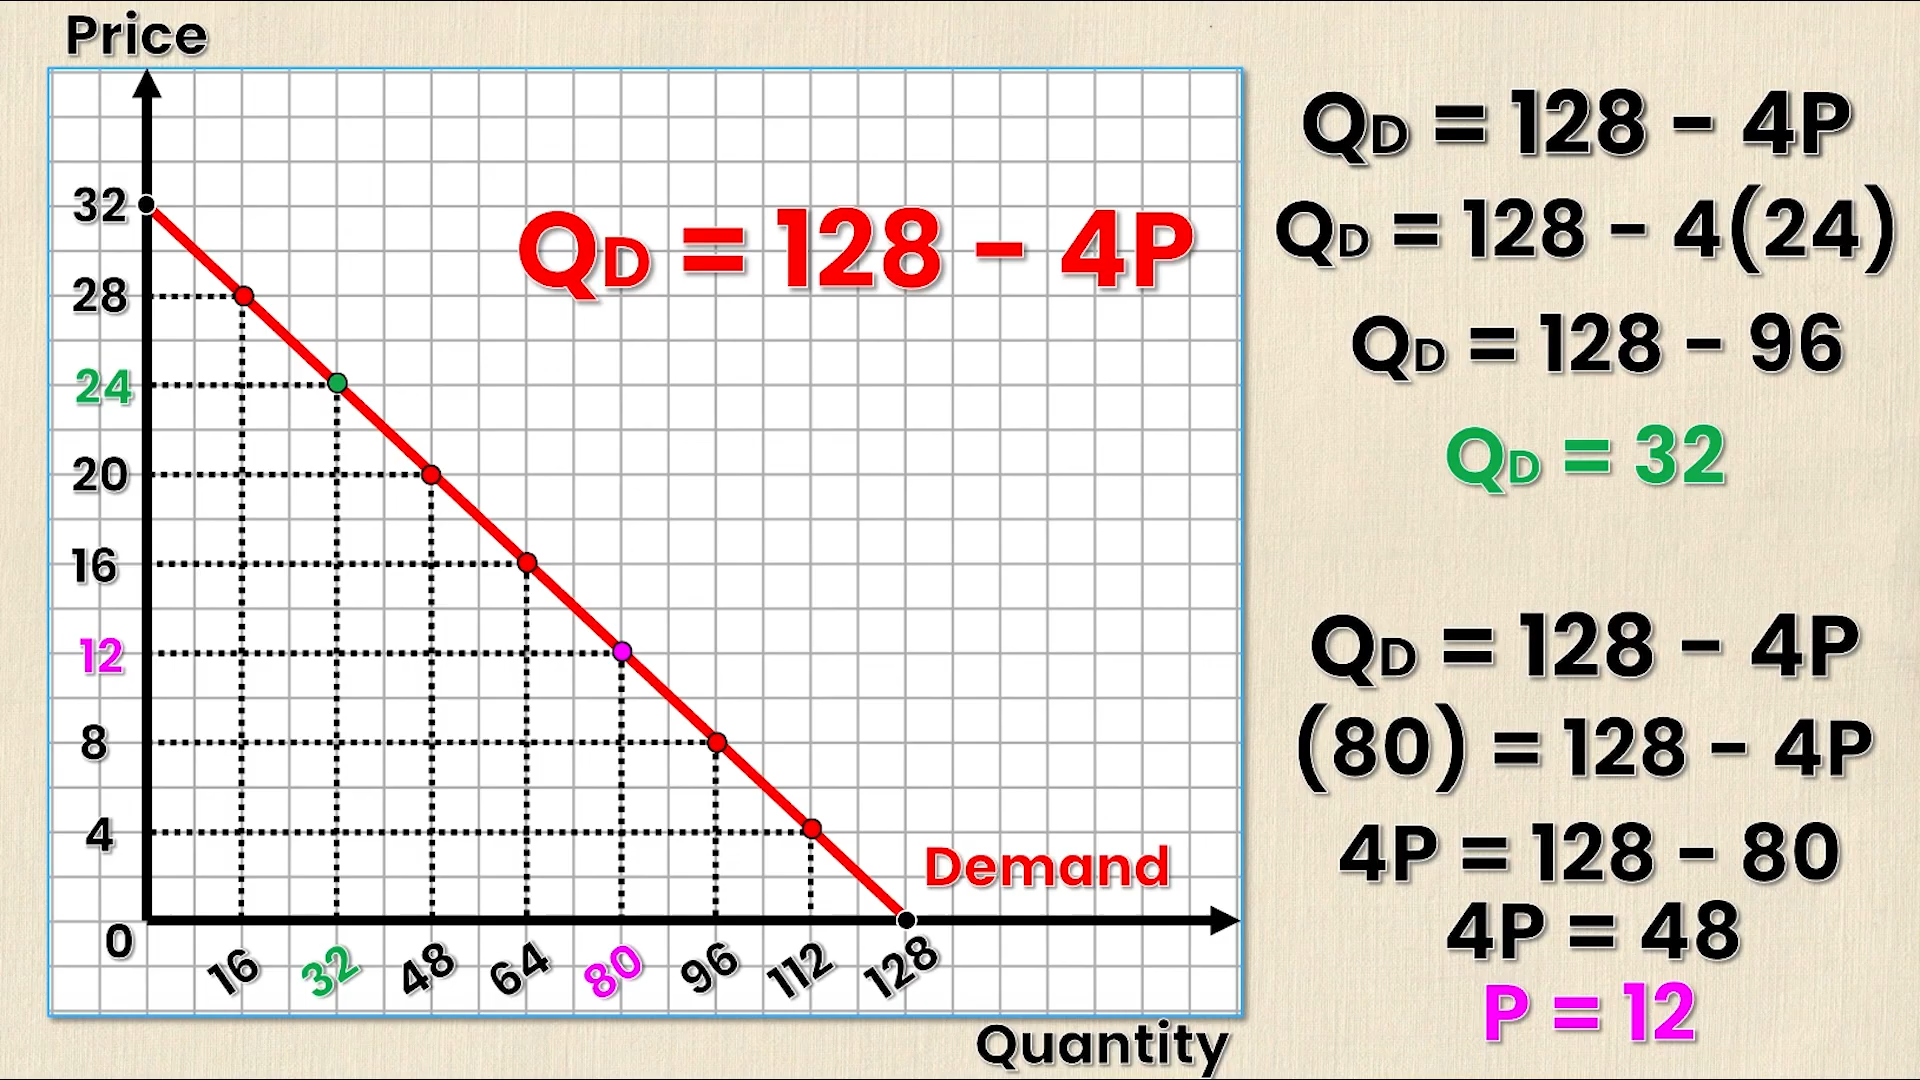 Price
32
28
24
20
16
12
8
4
0
16 32 48 64 80 96 112 128
Quantity
QD = 128 - 4P
Demand
QD = 128 - 4P
QD = 128 - 4(24)
QD = 128 - 96
QD = 32
QD = 128 - 4P
(80) = 128 - 4P
4P = 128 - 80
4P = 48
P = 12